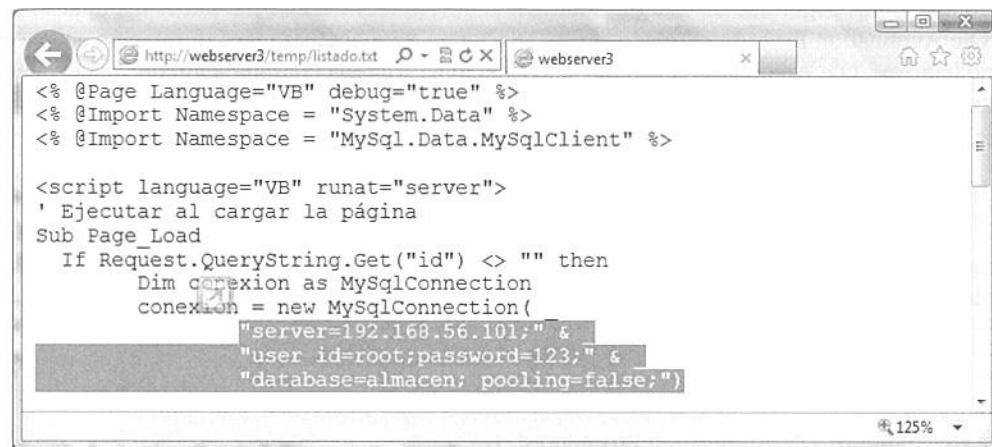 http://webserver3/temp/listado.txt
webserver3
<% @Page Language="VB" debug="true" %>
<% @Import Namespace = "System.Data" %>
<% @Import Namespace = "MySql.Data.MySqlClient" %>
<script language="VB" runat="server">
' Ejecutar al cargar la página
Sub Page_Load
If Request.QueryString.Get("id") <> "" then
Dim conexion as MySqlConnection
conexion = new MySqlConnection( _
"server=192.168.56.101;" & _
"user id=root;password=123;" & _
"database=almacen; pooling=false;")
125%